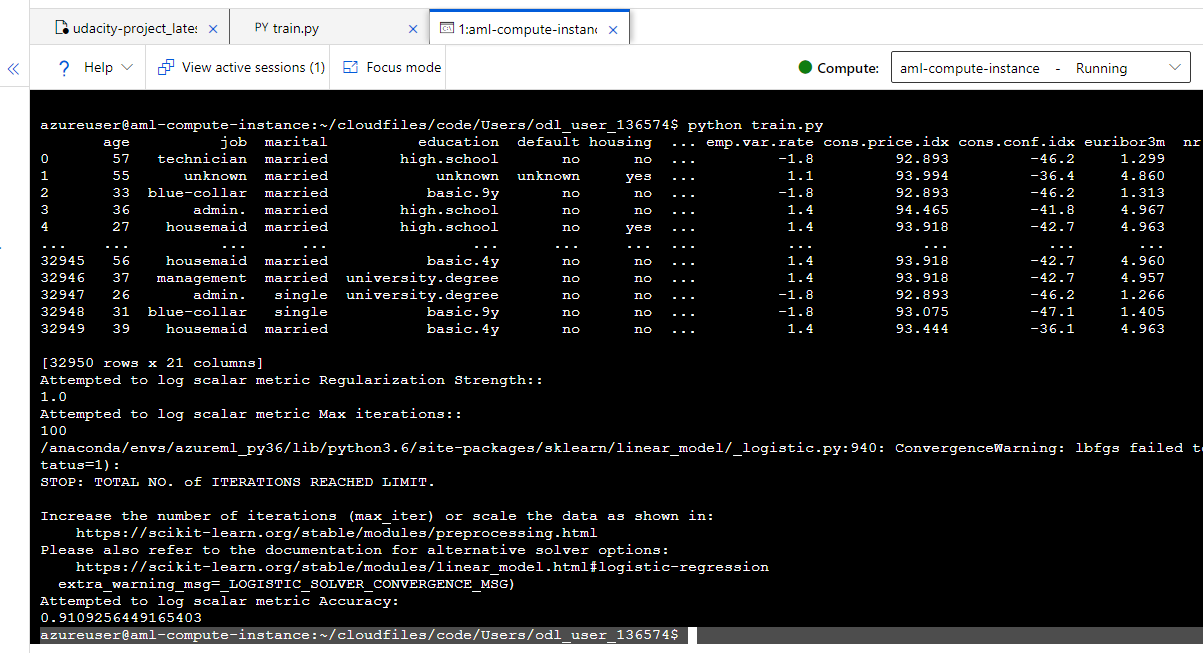 udacity-project_lates × PY train.py × 1:aml-compute-instanc ×
« ? Help View active sessions (1) Focus mode Compute: aml-compute-instance - Running
azureuser@aml-compute-instance:~/cloudfiles/code/Users/odl_user_136574$ python train.py
age job marital education default housing ... emp.var.rate cons.price.idx cons.conf.idx euribor3m nr
0 57 technician married high.school no no ... -1.8 92.893 -46.2 1.299
1 55 unknown married unknown unknown yes ... 1.1 93.994 -36.4 4.860
2 33 blue-collar married basic.9y no no ... -1.8 92.893 -46.2 1.313
3 36 admin. married high.school no no ... 1.4 94.465 -41.8 4.967
4 27 housemaid married high.school no yes ... 1.4 93.918 -42.7 4.963
... ... ... ... ... ... ... ... ... ... ... ...
32945 56 housemaid married basic.4y no no ... 1.4 93.918 -42.7 4.960
32946 37 management married university.degree no no ... 1.4 93.918 -42.7 4.957
32947 26 admin. single university.degree no no ... -1.8 92.893 -46.2 1.266
32948 31 blue-collar single basic.9y no no ... -1.8 93.075 -47.1 1.405
32949 39 housemaid married basic.4y no no ... 1.4 93.444 -36.1 4.963
[32950 rows x 21 columns]
Attempted to log scalar metric Regularization Strength::
1.0
Attempted to log scalar metric Max iterations::
100
/anaconda/envs/azureml_py36/lib/python3.6/site-packages/sklearn/linear_model/_logistic.py:940: ConvergenceWarning: lbfgs failed to
tatus=1):
STOP: TOTAL NO. of ITERATIONS REACHED LIMIT.
Increase the number of iterations (max_iter) or scale the data as shown in:
https://scikit-learn.org/stable/modules/preprocessing.html
Please also refer to the documentation for alternative solver options:
https://scikit-learn.org/stable/modules/linear_model.html#logistic-regression
extra_warning_msg=_LOGISTIC_SOLVER_CONVERGENCE_MSG)
Attempted to log scalar metric Accuracy:
0.9109256449165403
azureuser@aml-compute-instance:~/cloudfiles/code/Users/odl_user_136574$